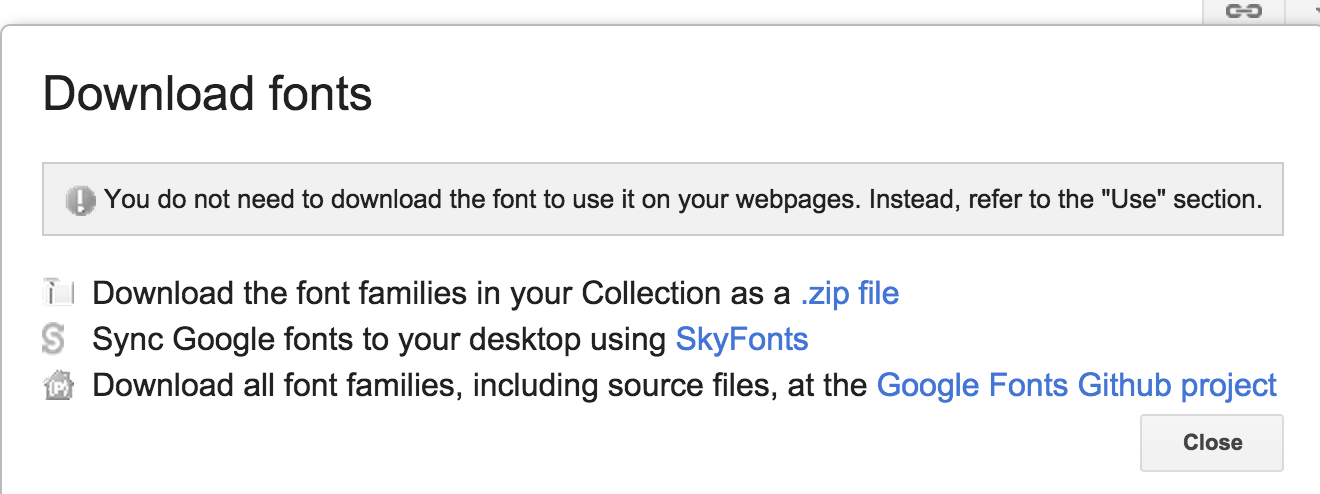 Download fonts
You do not need to download the font to use it on your webpages. Instead, refer to the "Use" section.
Download the font families in your Collection as a .zip file
Sync Google fonts to your desktop using SkyFonts
Download all font families, including source files, at the Google Fonts Github project
Close